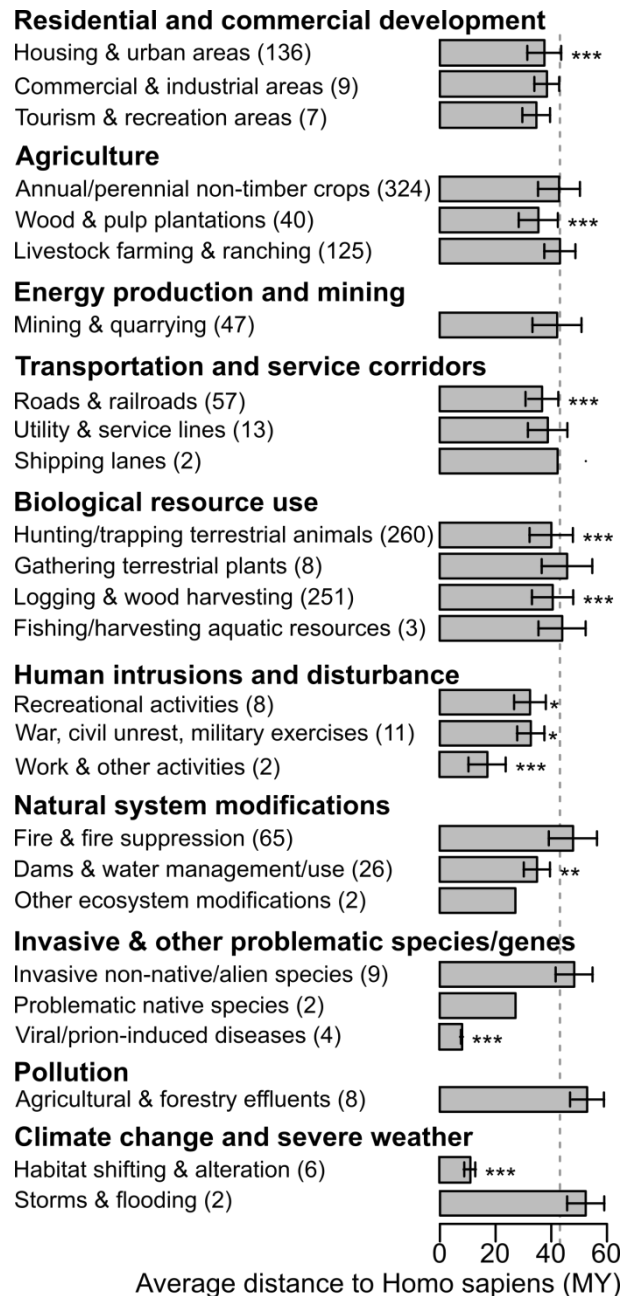 Residential and commercial development
Housing & urban areas (136)
***
Commercial & industrial areas (9)
Tourism & recreation areas (7)
Agriculture
Annual/perennial non-timber crops (324)
Wood & pulp plantations (40)
***
Livestock farming & ranching (125)
Energy production and mining
Mining & quarrying (47)
Transportation and service corridors
Roads & railroads (57)
***
Utility & service lines (13)
Shipping lanes (2)
.
Biological resource use
Hunting/trapping terrestrial animals (260)
***
Gathering terrestrial plants (8)
Logging & wood harvesting (251)
***
Fishing/harvesting aquatic resources (3)
Human intrusions and disturbance
Recreational activities (8)
*
War, civil unrest, military exercises (11)
*
Work & other activities (2)
***
Natural system modifications
Fire & fire suppression (65)
Dams & water management/use (26)
**
Other ecosystem modifications (2)
Invasive & other problematic species/genes
Invasive non-native/alien species (9)
Problematic native species (2)
Viral/prion-induced diseases (4)
***
Pollution
Agricultural & forestry effluents (8)
Climate change and severe weather
Habitat shifting & alteration (6)
***
Storms & flooding (2)
0 20 40 60
Average distance to Homo sapiens (MY)